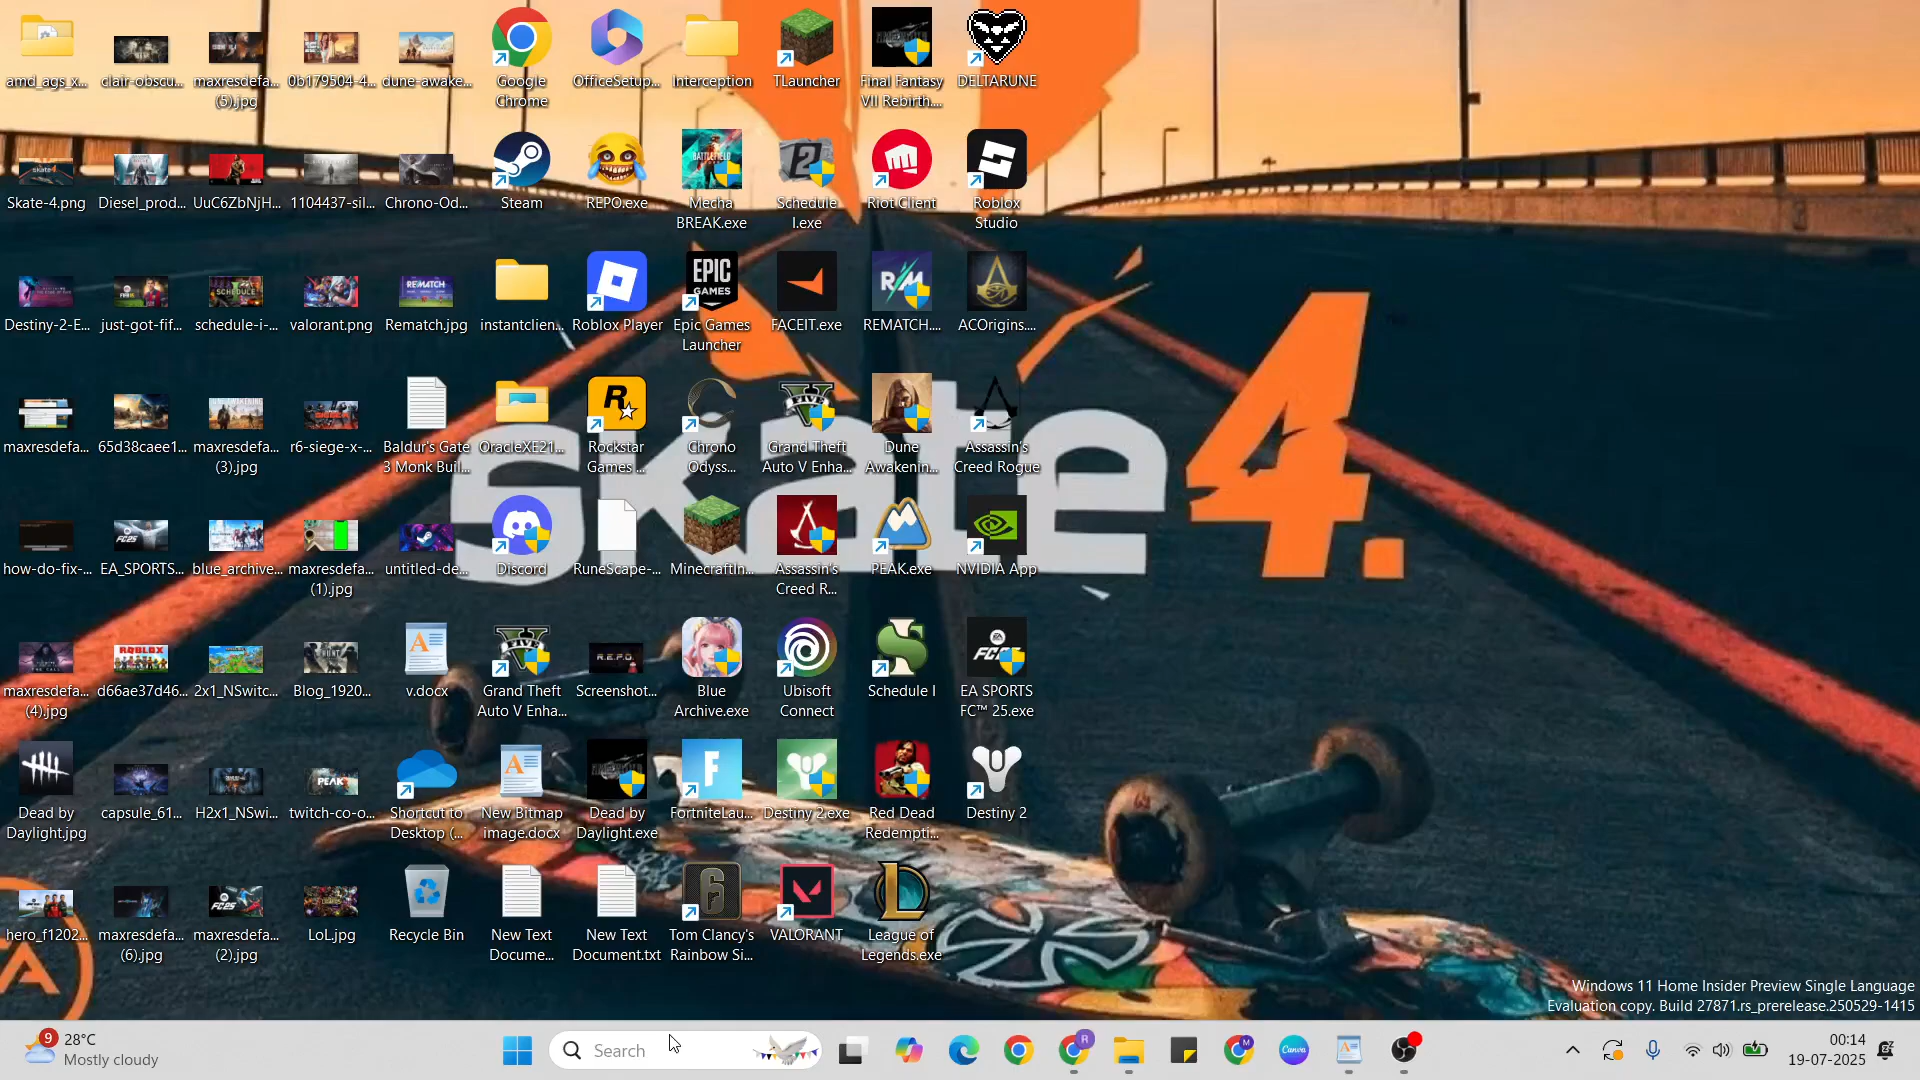 amd_ags_x...
clair-obscu...
maxresdefa...
(5).jpg
0b179504-4...
dune-awake...
Google
Chrome
OfficeSetup...
Interception
TLauncher
Final Fantasy
VII Rebirth....
DELTARUNE
Skate-4.png
Diesel_prod...
UuC6ZbNjH...
1104437-sil...
Chrono-Od...
Steam
REPO.exe
Mecha
BREAK.exe
Schedule
I.exe
Riot Client
Roblox
Studio
Destiny-2-E...
just-got-fif...
schedule-i-...
valorant.png
Rematch.jpg
instantclien...
Roblox Player
EPIC
GAMES
Epic Games
Launcher
FACEIT.exe
REMATCH....
ACOrigins....
maxresdefa...
65d38caee1...
maxresdefa...
(3).jpg
r6-siege-x-...
Baldur's Gate
3 Monk Buil...
OracleXE21...
Rockstar
Games ...
Chrono
Odyss...
Grand Theft
Auto V Enha...
Dune
Awakenin...
Assassin's
Creed Rogue
skate 4.
how-do-fix-...
EA_SPORTS...
blue_archive...
maxresdefa...
(1).jpg
untitled-de...
Discord
RuneScape-...
MinecraftIn...
Assassin's
Creed R...
PEAK.exe
NVIDIA App
maxresdefa...
(4).jpg
d66ae37d46...
2x1_NSwitc...
Blog_1920...
v.docx
Grand Theft
Auto V Enha...
Screenshot...
Blue
Archive.exe
Ubisoft
Connect
Schedule I
EA SPORTS
FC™ 25.exe
Dead by
Daylight.jpg
capsule_61...
H2x1_NSwi...
twitch-co-o...
Shortcut to
Desktop (...
New Bitmap
image.docx
Dead by
Daylight.exe
FortniteLau...
Destiny 2.exe
Red Dead
Redempti...
Destiny 2
hero_f1202...
maxresdefa...
(6).jpg
maxresdefa...
(2).jpg
LoL.jpg
Recycle Bin
New Text
Docume...
New Text
Document.txt
Tom Clancy's
Rainbow Si...
VALORANT
League of
Legends.exe
Windows 11 Home Insider Preview Single Language
Evaluation copy. Build 27871.rs_prerelease.250529-1415
9
28°C
Mostly cloudy
Search
R
M
Canva
00:14
19-07-2025